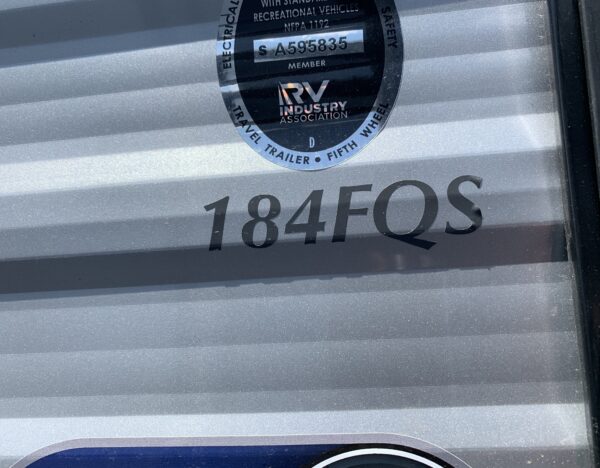 ELECTRICAL
SAFETY
WITH STANDARD
RECREATIONAL VEHICLES
NFPA 1192
S A595835
MEMBER
RV
INDUSTRY
ASSOCIATION
D
TRAVEL TRAILER • FIFTH WHEEL
184FQS